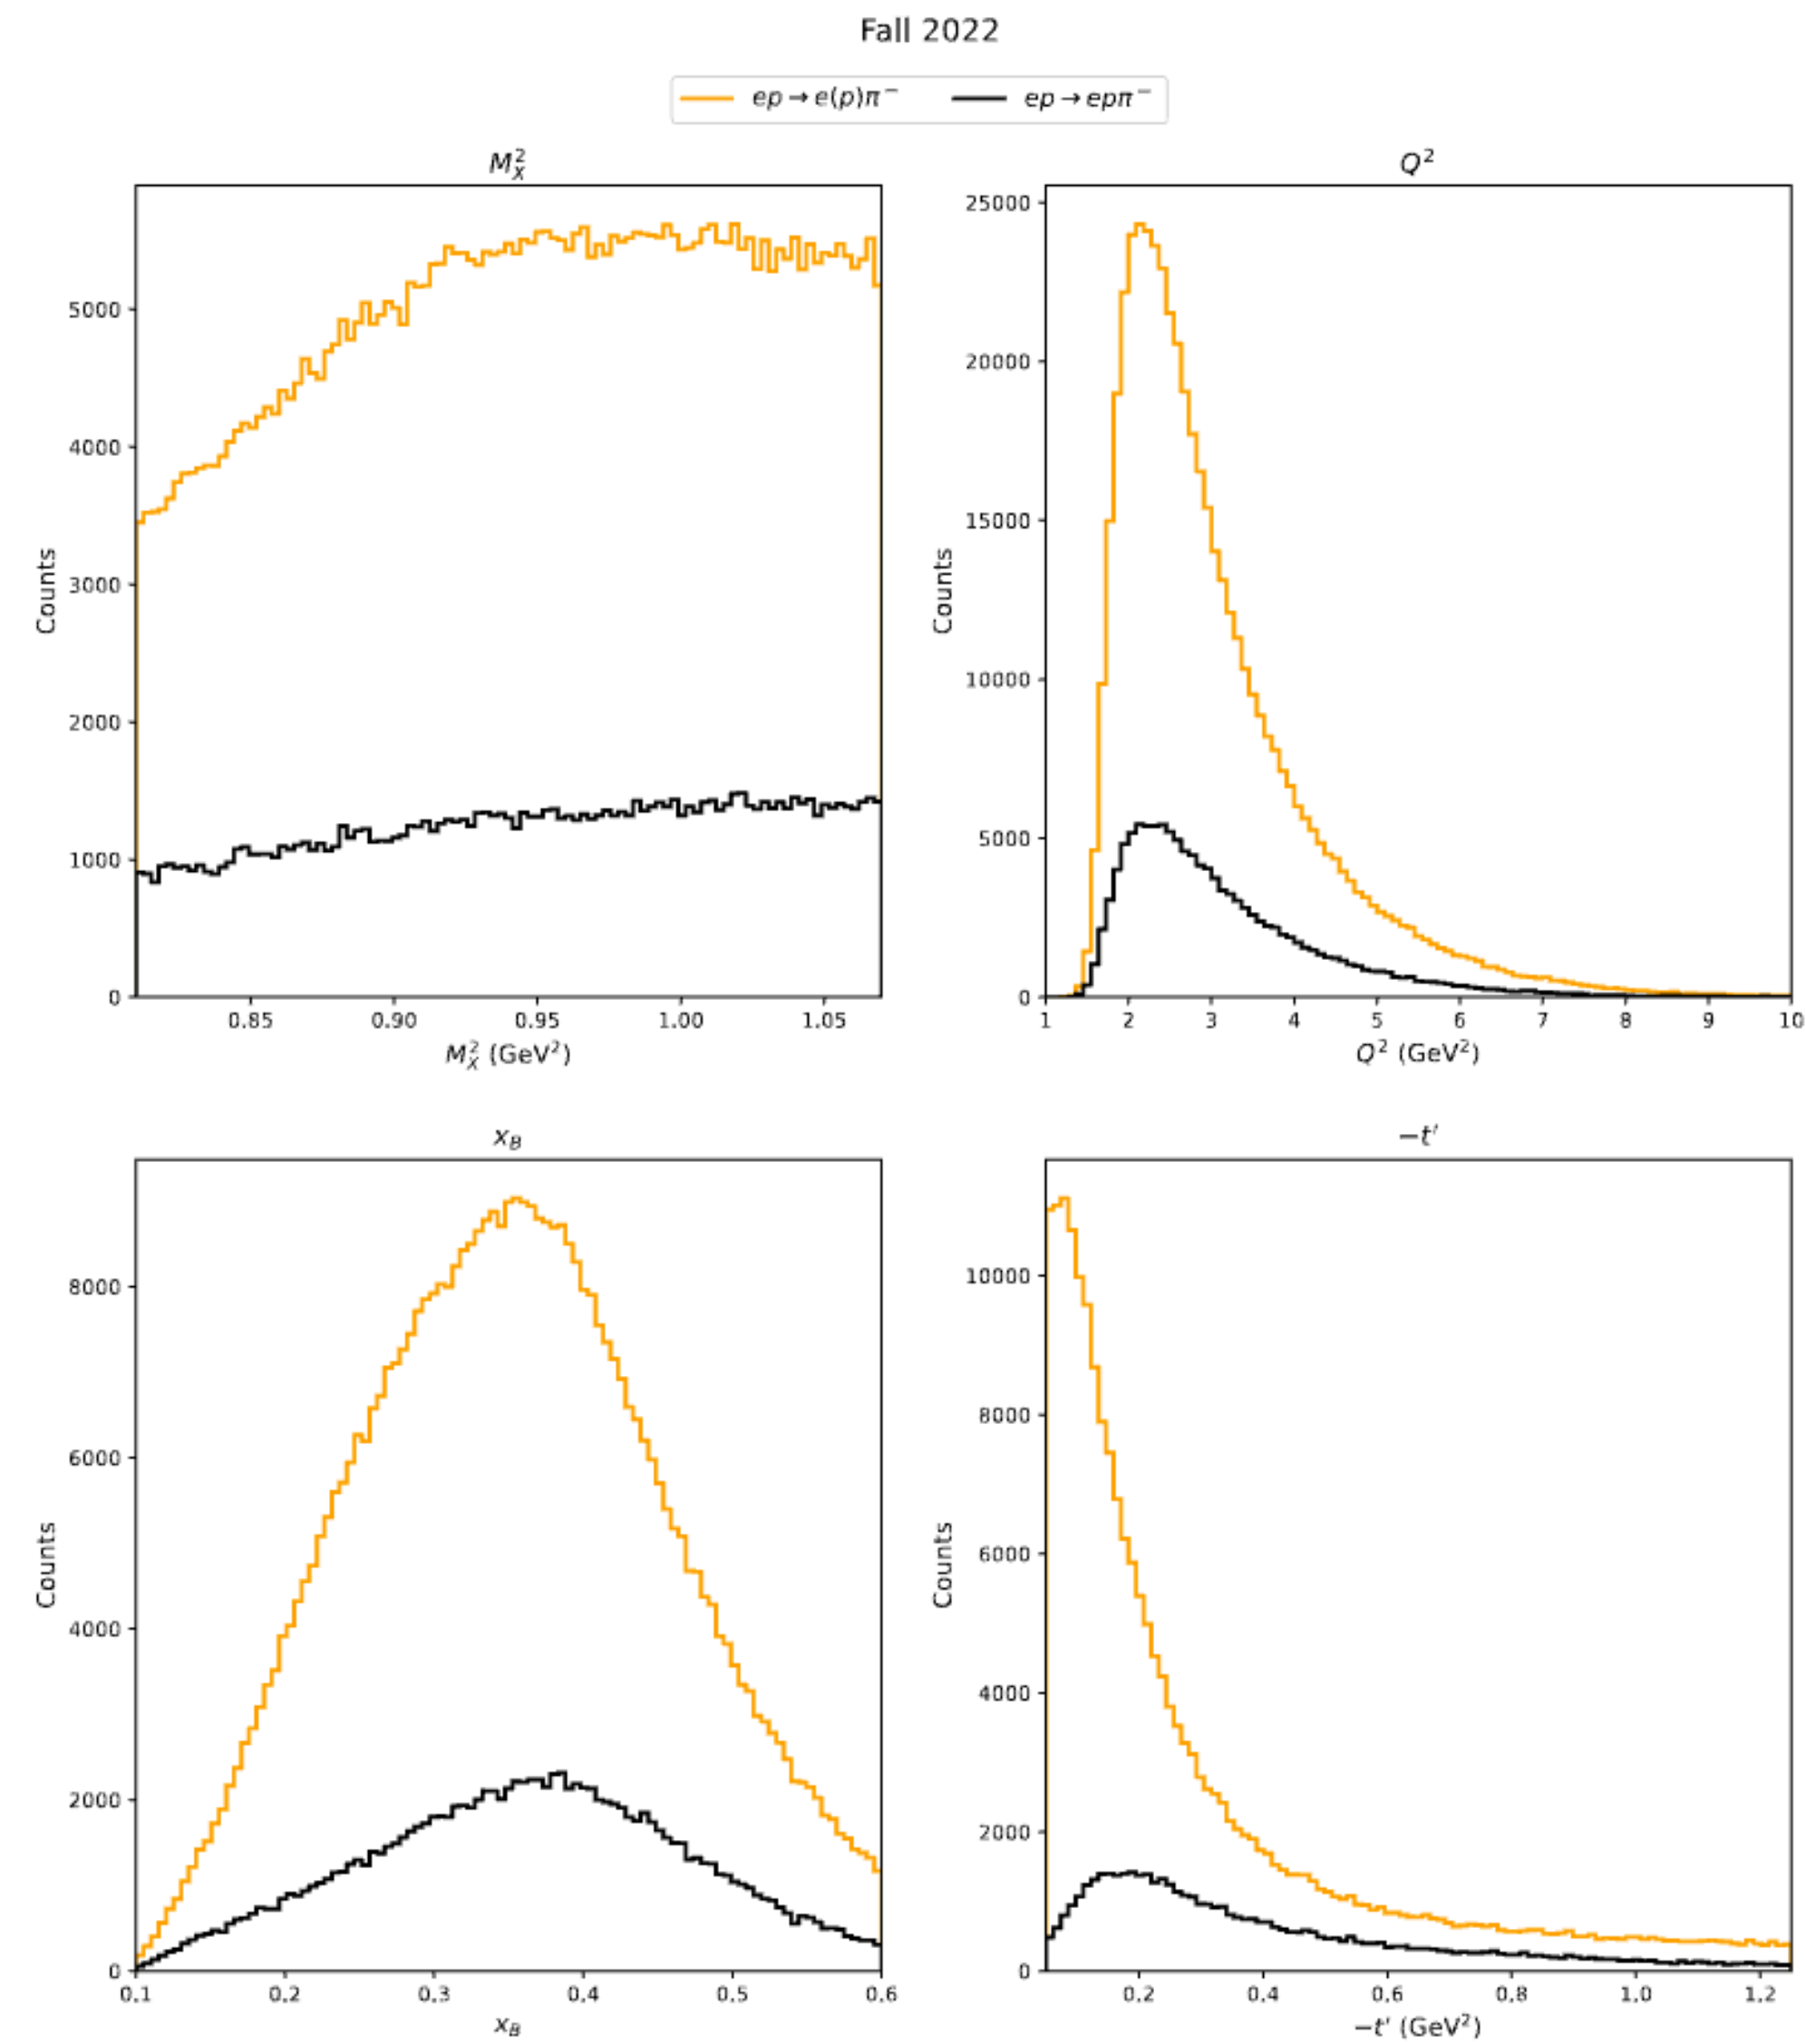 Fall 2022
ep → e(p)π⁻ ep → epπ⁻
M_X^2
Counts
5000
4000
3000
2000
1000
0
0.85 0.90 0.95 1.00 1.05
M_X^2 (GeV²)
Q²
Counts
25000
20000
15000
10000
5000
0
1 2 3 4 5 6 7 8 9 10
Q² (GeV²)
x_B
Counts
8000
6000
4000
2000
0
0.1 0.2 0.3 0.4 0.5 0.6
x_B
−t′
Counts
10000
8000
6000
4000
2000
0
0.2 0.4 0.6 0.8 1.0 1.2
−t′ (GeV²)